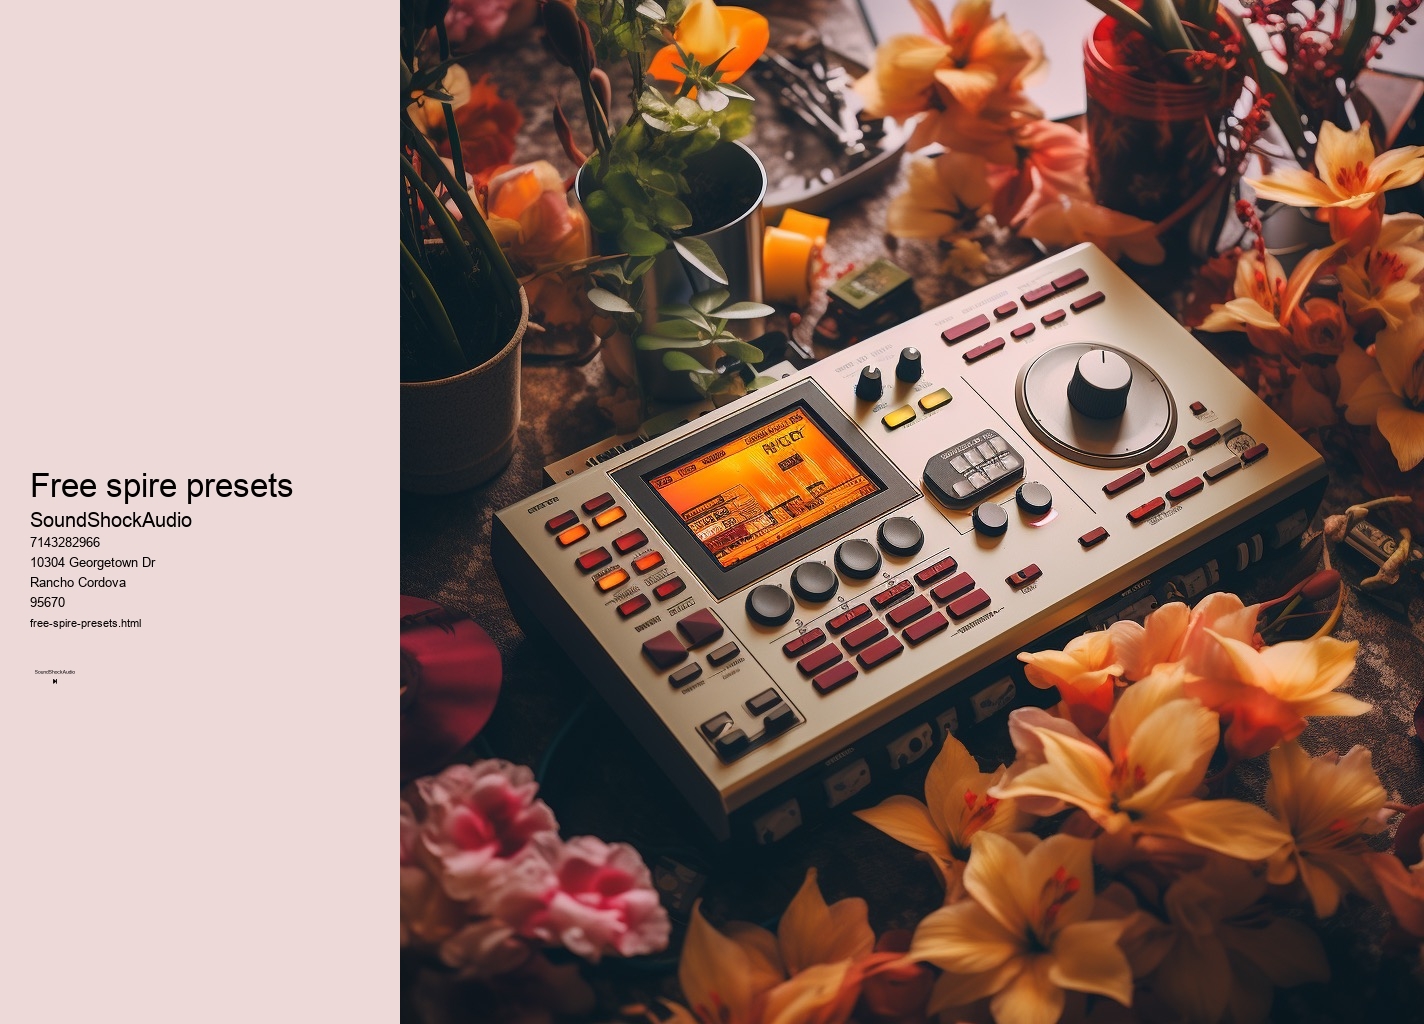 Free spire presets
SoundShockAudio
7143282966
10304 Georgetown Dr
Rancho Cordova
95670
free-spire-presets.html
SoundShockAudio